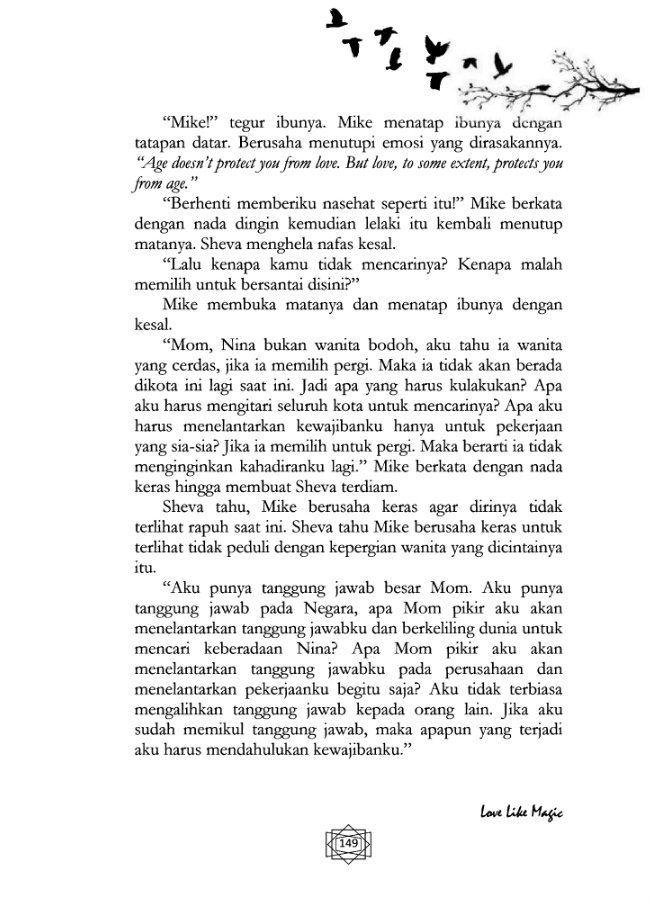 “Mike!” tegur ibunya. Mike menatap ibunya dengan
tatapan datar. Berusaha menutupi emosi yang dirasakannya.
“Age doesn’t protect you from love. But love, to some extent, protects you
from age.”
“Berhenti memberiku nasehat seperti itu!” Mike berkata
dengan nada dingin kemudian lelaki itu kembali menutup
matanya. Sheva menghela nafas kesal.
“Lalu kenapa kamu tidak mencarinya? Kenapa malah
memilih untuk bersantai disini?”
Mike membuka matanya dan menatap ibunya dengan
kesal.
“Mom, Nina bukan wanita bodoh, aku tahu ia wanita
yang cerdas, jika ia memilih pergi. Maka ia tidak akan berada
dikota ini lagi saat ini. Jadi apa yang harus kulakukan? Apa
aku harus mengitari seluruh kota untuk mencarinya? Apa aku
harus menelantarkan kewajibanku hanya untuk pekerjaan
yang sia-sia? Jika ia memilih untuk pergi. Maka berarti ia tidak
menginginkan kahadiranku lagi.” Mike berkata dengan nada
keras hingga membuat Sheva terdiam.
Sheva tahu, Mike berusaha keras agar dirinya tidak
terlihat rapuh saat ini. Sheva tahu Mike berusaha keras untuk
terlihat tidak peduli dengan kepergian wanita yang dicintainya
itu.
“Aku punya tanggung jawab besar Mom. Aku punya
tanggung jawab pada Negara, apa Mom pikir aku akan
menelantarkan tanggung jawabku dan berkeliling dunia untuk
mencari keberadaan Nina? Apa Mom pikir aku akan
menelantarkan tanggung jawabku pada perusahaan dan
menelantarkan pekerjaanku begitu saja? Aku tidak terbiasa
mengalihkan tanggung jawab kepada orang lain. Jika aku
sudah memikul tanggung jawab, maka apapun yang terjadi
aku harus mendahulukan kewajibanku.”
Love Like Magic
149